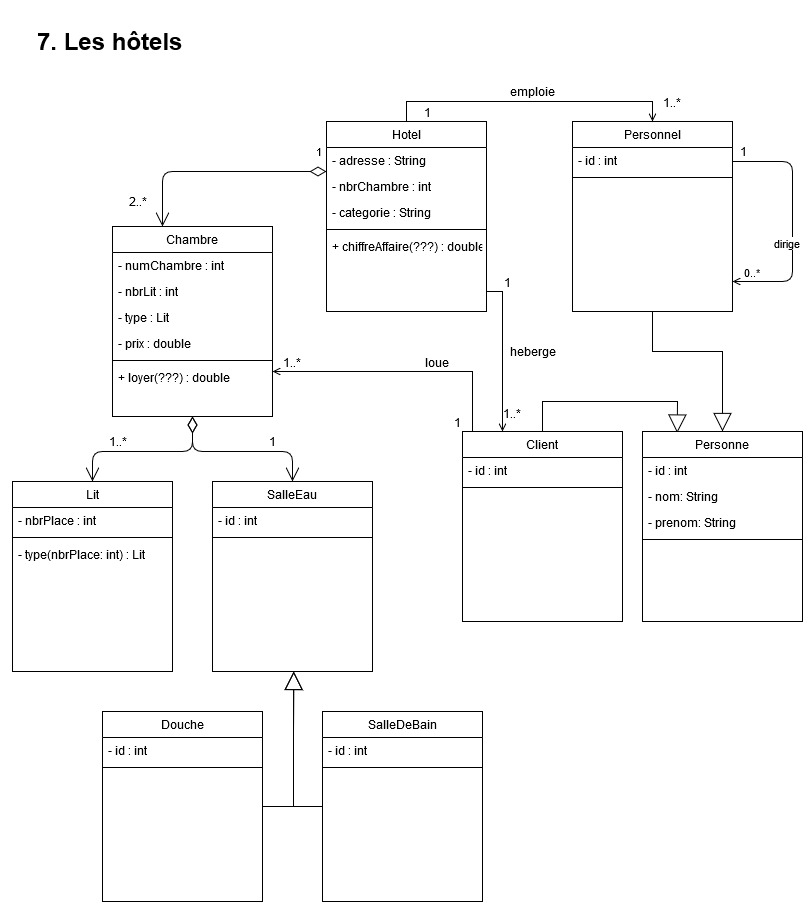 7. Les hôtels
emploie
1
1..*
Hotel
- adresse : String
- nbrChambre : int
- categorie : String
+ chiffreAffaire(???) : double
Personnel
- id : int
1
dirige
0..*
1
2..*
Chambre
- numChambre : int
- nbrLit : int
- type : Lit
- prix : double
+ loyer(???) : double
1
heberge
1..*
loue
1..*
1
Client
- id : int
Personne
- id : int
- nom: String
- prenom: String
1..*
1
Lit
- nbrPlace : int
- type(nbrPlace: int) : Lit
SalleEau
- id : int
Douche
- id : int
SalleDeBain
- id : int